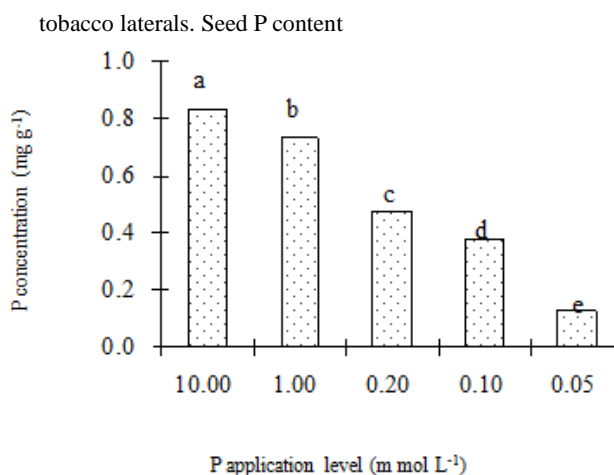 tobacco laterals. Seed P content
1.0
a
b
0.8
0.6
c
0.4
d
0.2
e
0.0
10.00 1.00 0.20 0.10 0.05
P concentration (mg g⁻¹)
P application level (m mol L⁻¹)